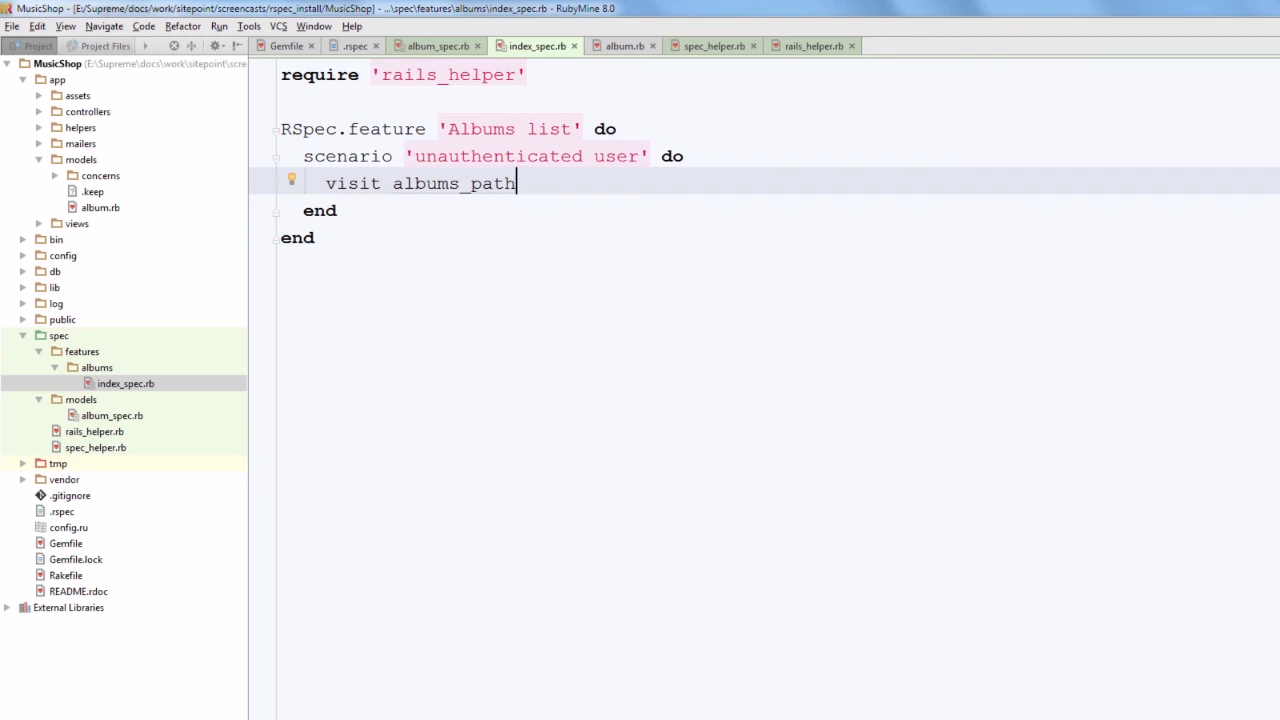 MusicShop - [E:/Supreme/docs/work/sitepoint/screencasts/rspec_install/MusicShop] - ...\spec\features\albums\index_spec.rb - RubyMine 8.0
File Edit View Navigate Code Refactor Run Tools VCS Window Help
Project Project Files Gemfile .rspec album_spec.rb index_spec.rb album.rb spec_helper.rb rails_helper.rb
MusicShop (E:/Supreme/docs/work/sitepoint/scre
app
assets
controllers
helpers
mailers
models
concerns
.keep
album.rb
views
bin
config
db
lib
log
public
spec
features
albums
index_spec.rb
models
album_spec.rb
rails_helper.rb
spec_helper.rb
tmp
vendor
.gitignore
.rspec
config.ru
Gemfile
Gemfile.lock
Rakefile
README.rdoc
External Libraries
require 'rails_helper'
RSpec.feature 'Albums list' do
scenario 'unauthenticated user' do
visit albums_path
end
end